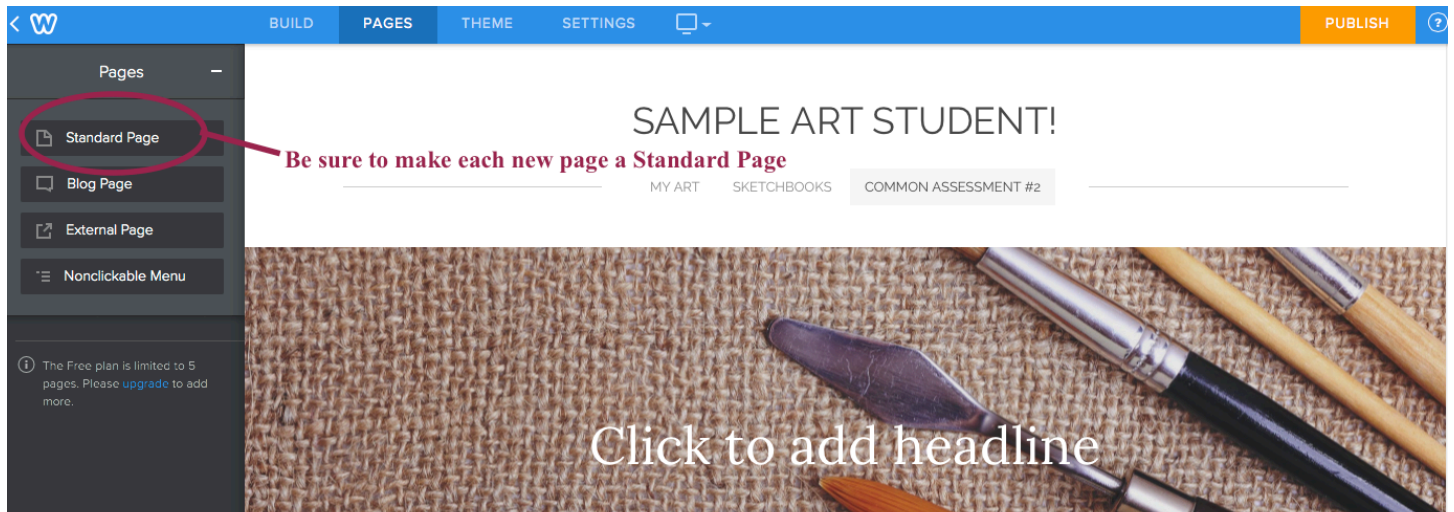 BUILD PAGES THEME SETTINGS PUBLISH ?
Pages
SAMPLE ART STUDENT!
Standard Page
Be sure to make each new page a Standard Page
Blog Page
MY ART SKETCHBOOKS COMMON ASSESSMENT #2
External Page
Nonclickable Menu
The Free plan is limited to 5
pages. Please upgrade to add
more.
Click to add headline